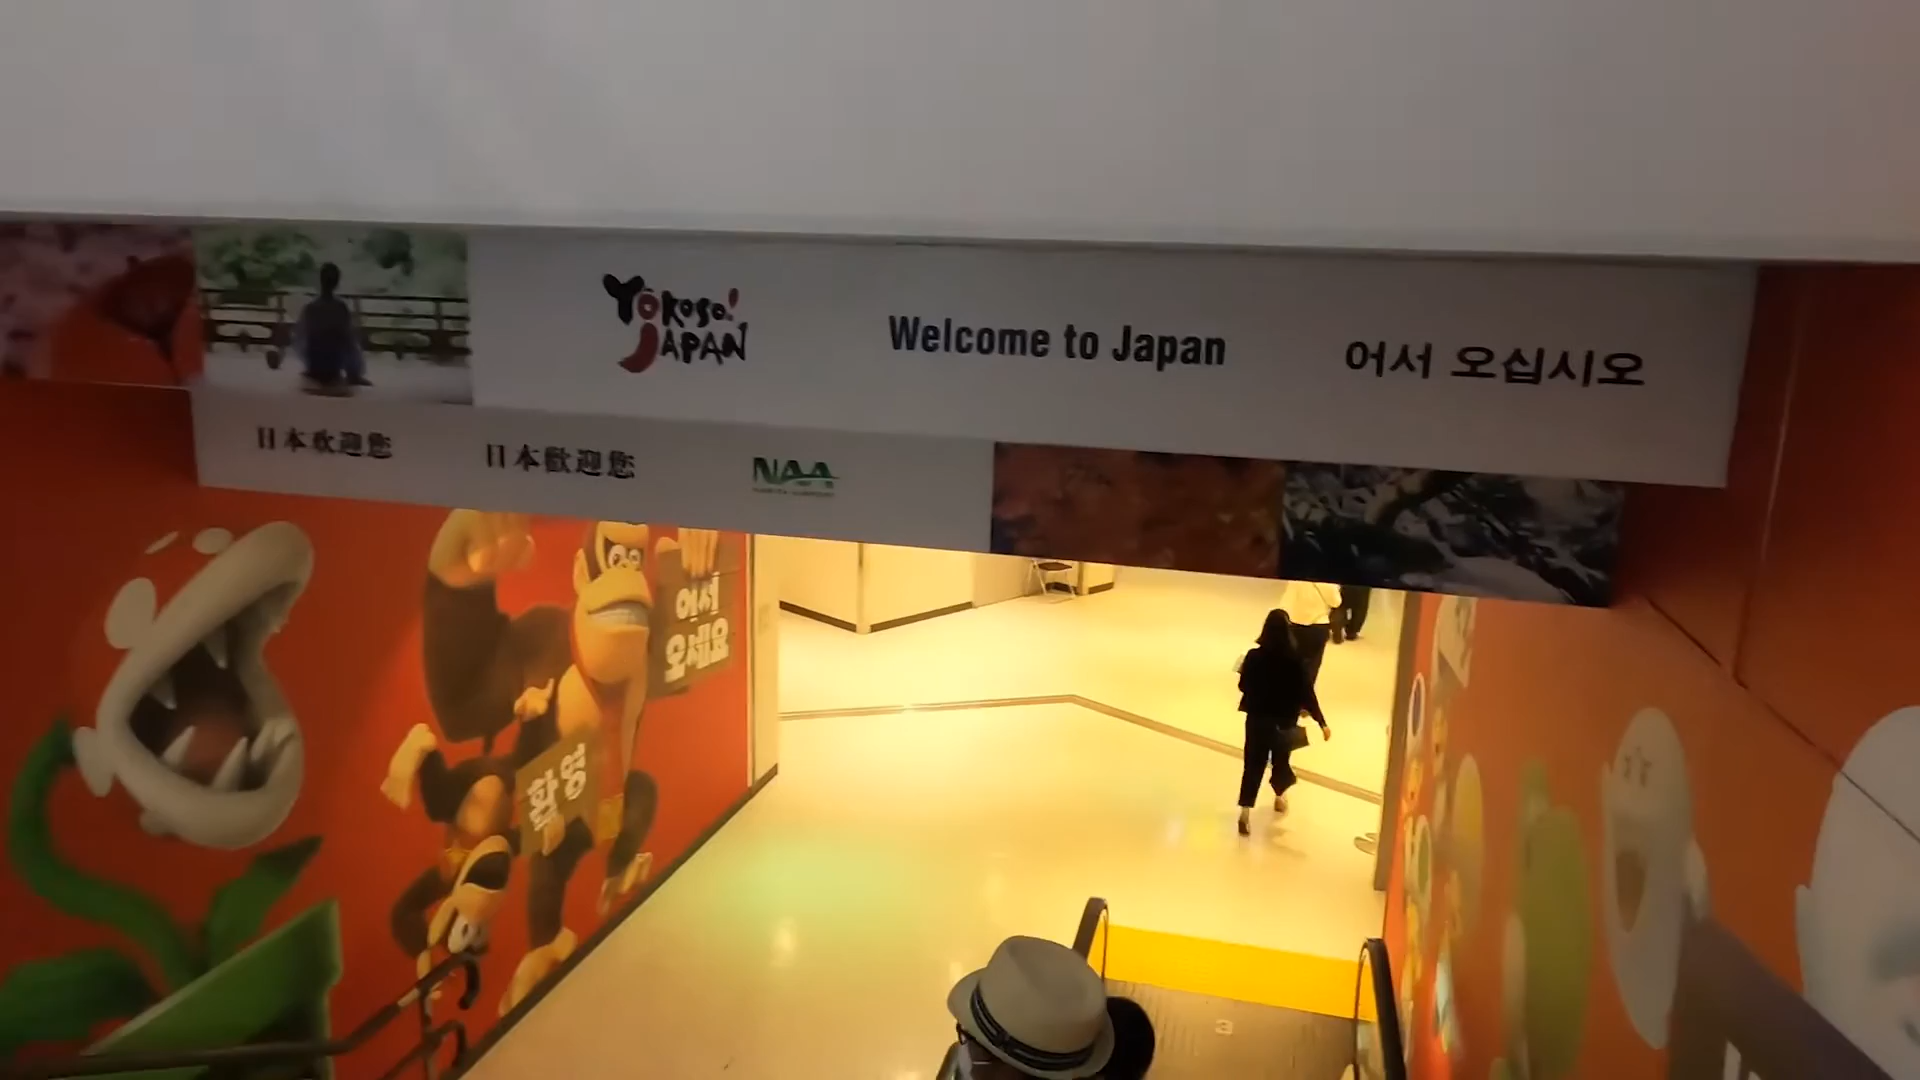 Yōkoso!
JAPAN
Welcome to Japan
어서 오십시오
日本欢迎您
日本歡迎您
NAA
어서
오세요
환영
3